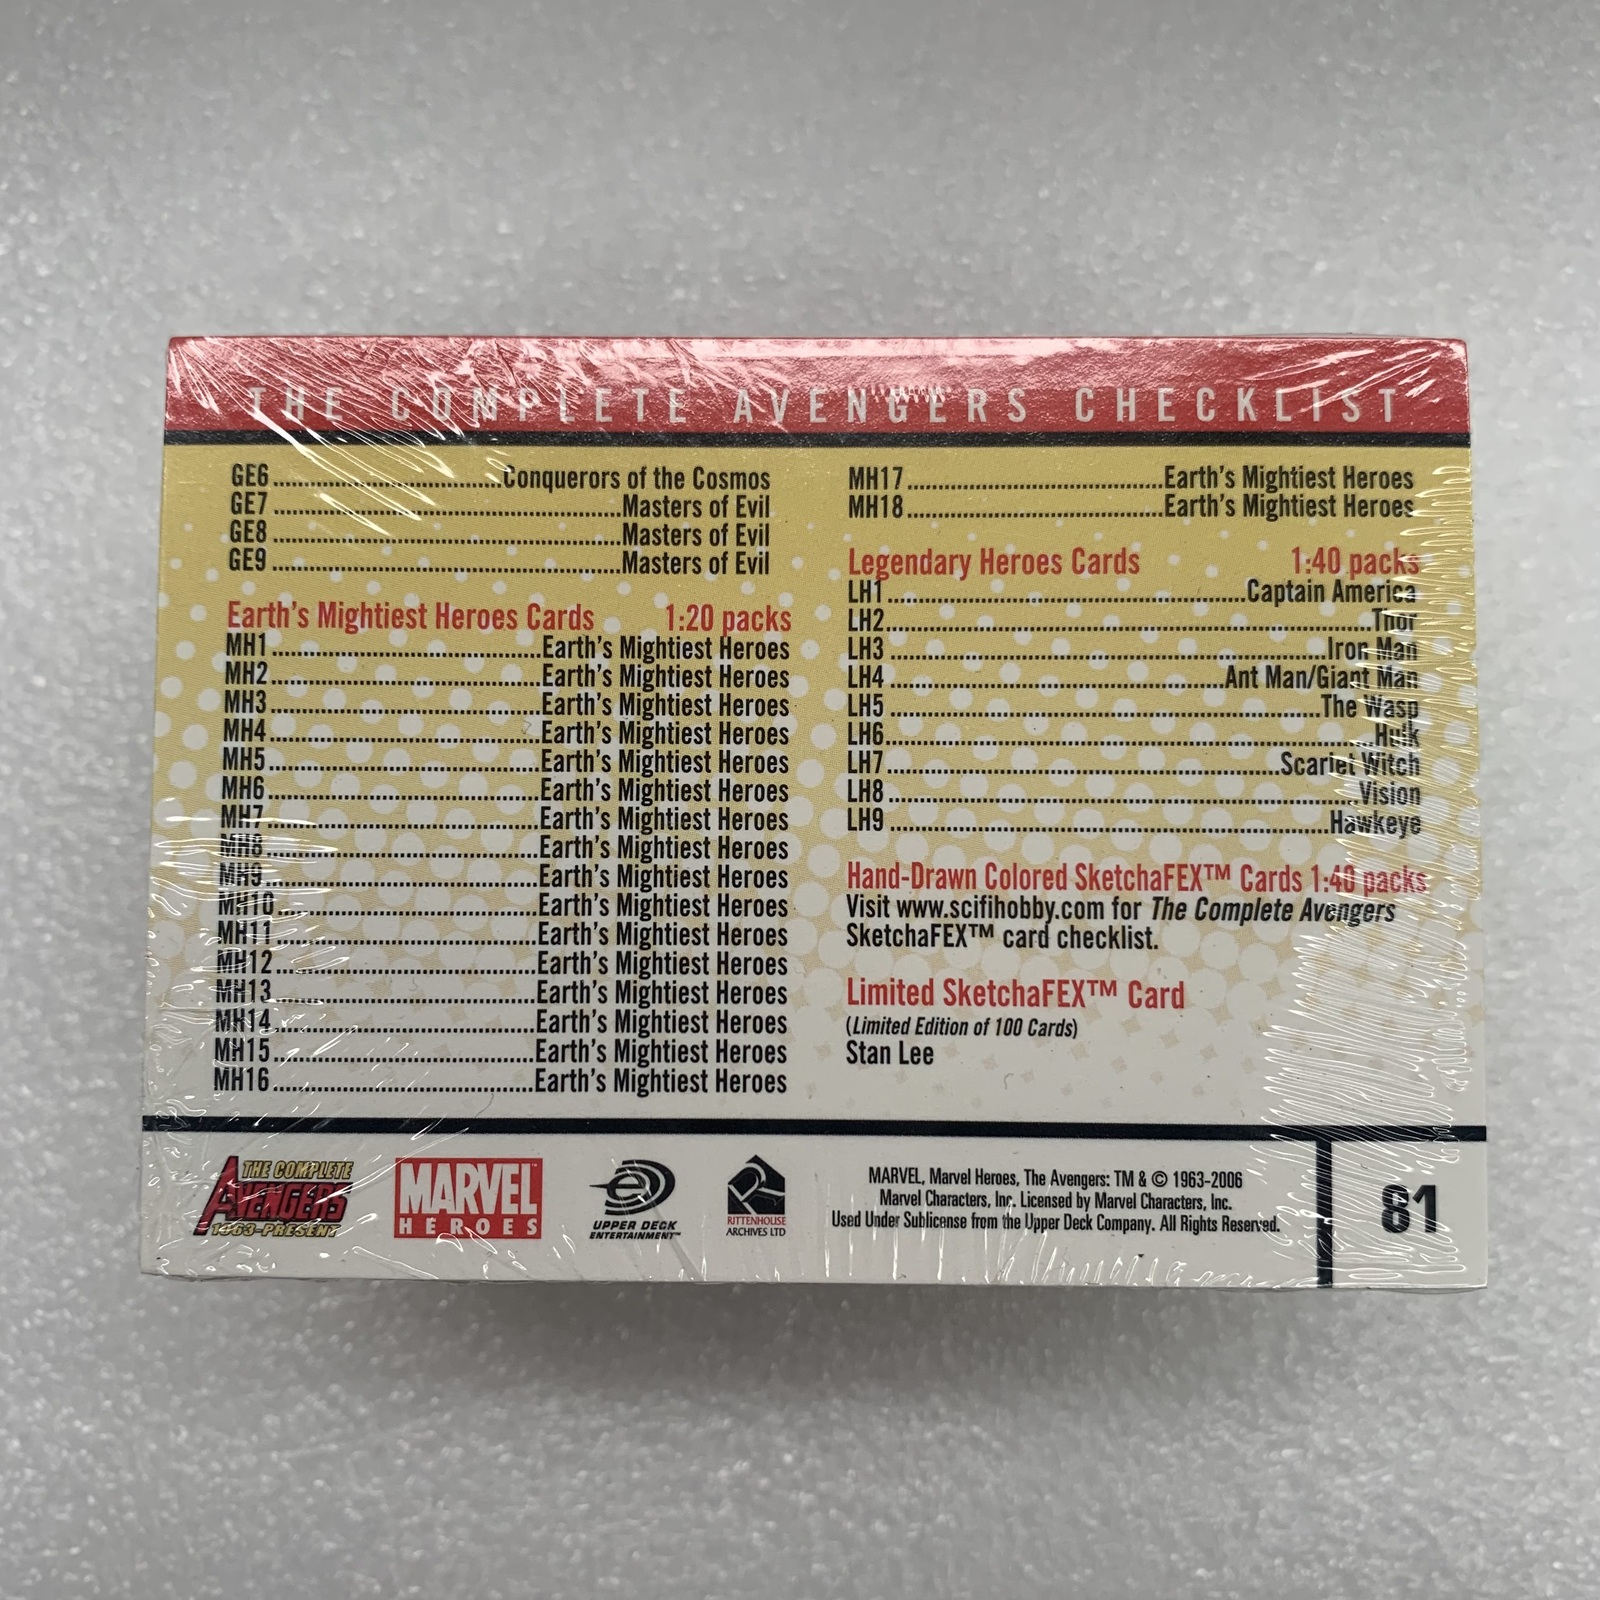 THE COMPLETE AVENGERS CHECKLIST
GE6 Conquerors of the Cosmos
GE7 Masters of Evil
GE8 Masters of Evil
GE9 Masters of Evil
Earth's Mightiest Heroes Cards 1:20 packs
MH1 Earth's Mightiest Heroes
MH2 Earth's Mightiest Heroes
MH3 Earth's Mightiest Heroes
MH4 Earth's Mightiest Heroes
MH5 Earth's Mightiest Heroes
MH6 Earth's Mightiest Heroes
MH7 Earth's Mightiest Heroes
MH8 Earth's Mightiest Heroes
MH9 Earth's Mightiest Heroes
MH10 Earth's Mightiest Heroes
MH11 Earth's Mightiest Heroes
MH12 Earth's Mightiest Heroes
MH13 Earth's Mightiest Heroes
MH14 Earth's Mightiest Heroes
MH15 Earth's Mightiest Heroes
MH16 Earth's Mightiest Heroes
MH17 Earth's Mightiest Heroes
MH18 Earth's Mightiest Heroes
Legendary Heroes Cards 1:40 packs
LH1 Captain America
LH2 Thor
LH3 Iron Man
LH4 Ant Man/Giant Man
LH5 The Wasp
LH6 Hulk
LH7 Scarlet Witch
LH8 Vision
LH9 Hawkeye
Hand-Drawn Colored SketchaFEX™ Cards 1:40 packs
Visit www.scifihobby.com for The Complete Avengers
SketchaFEX™ card checklist.
Limited SketchaFEX™ Card
(Limited Edition of 100 Cards)
Stan Lee
THE COMPLETE
AVENGERS
1963-PRESENT
MARVEL
HEROES
UPPER DECK
ENTERTAINMENT™
RITTENHOUSE
ARCHIVES LTD
MARVEL, Marvel Heroes, The Avengers: TM & © 1963-2006
Marvel Characters, Inc. Licensed by Marvel Characters, Inc.
Used Under Sublicense from the Upper Deck Company. All Rights Reserved.
81